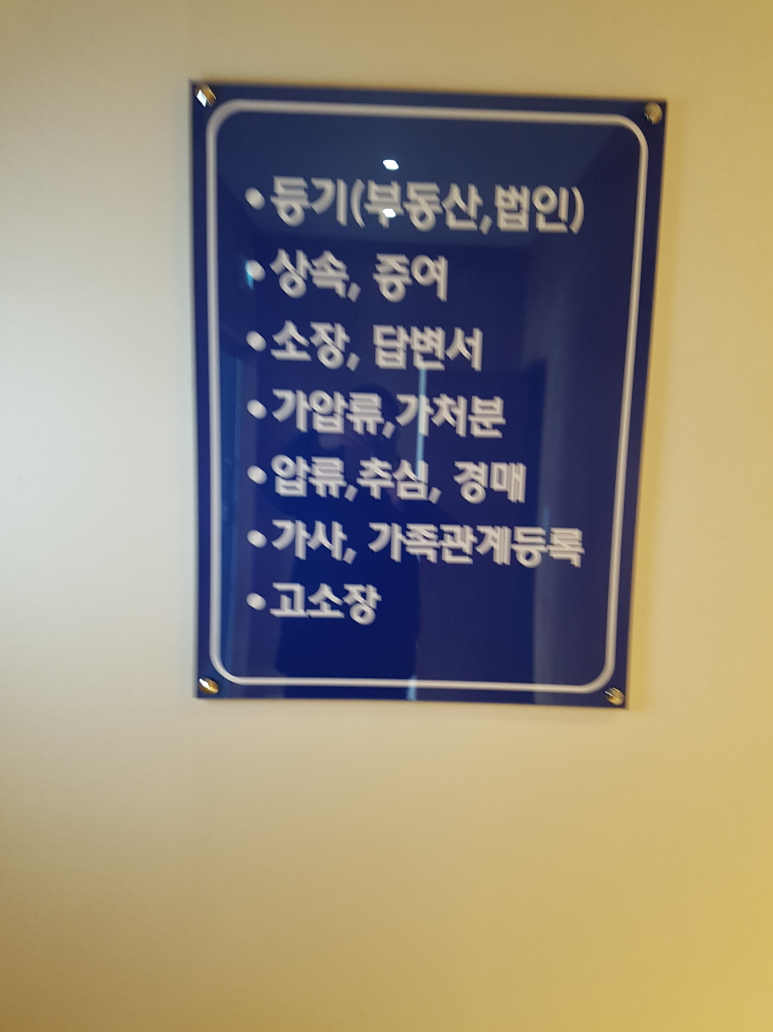 • 등기(부동산,법인)
• 상속, 증여
• 소장, 답변서
• 가압류,가처분
• 압류,추심, 경매
• 가사, 가족관계등록
• 고소장